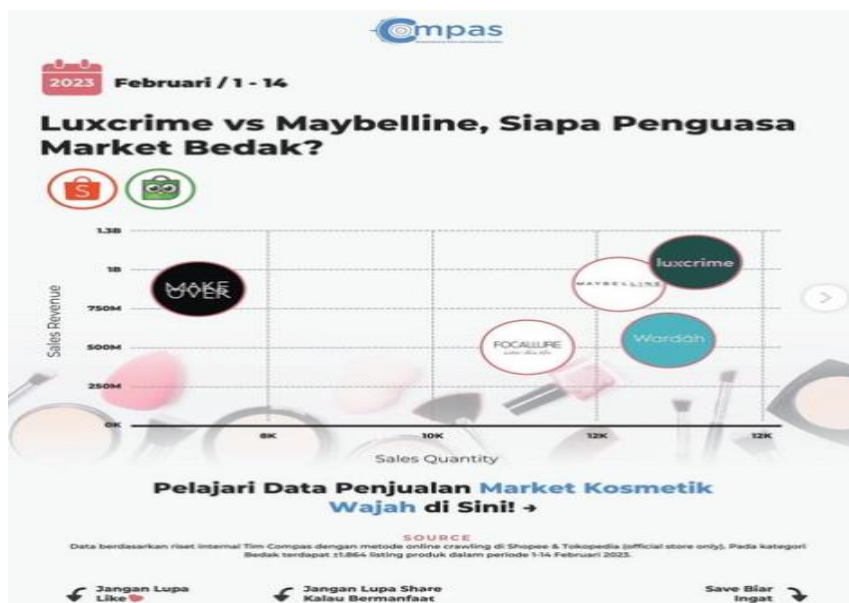 Compas
2023 Februari / 1 - 14
Luxcrime vs Maybelline, Siapa Penguasa
Market Bedak?
S
1.3B
1B
750M
500M
250M
0K
Sales Revenue
MAKE
OVER
MAYBELLINE
luxcrime
FOCALLURE
Wardah
8K
10K
12K
12K
Sales Quantity
Pelajari Data Penjualan Market Kosmetik
Wajah di Sini! →
SOURCE
Data berdasarkan riset internal Tim Compas dengan metode online crawling di Shopee & Tokopedia (official store only). Pada kategori
Bedak terdapat ±1.864 listing produk dalam periode 1-14 Februari 2023.
Jangan Lupa
Like
Jangan Lupa Share
Kalau Bermanfaat
Save Biar
Ingat